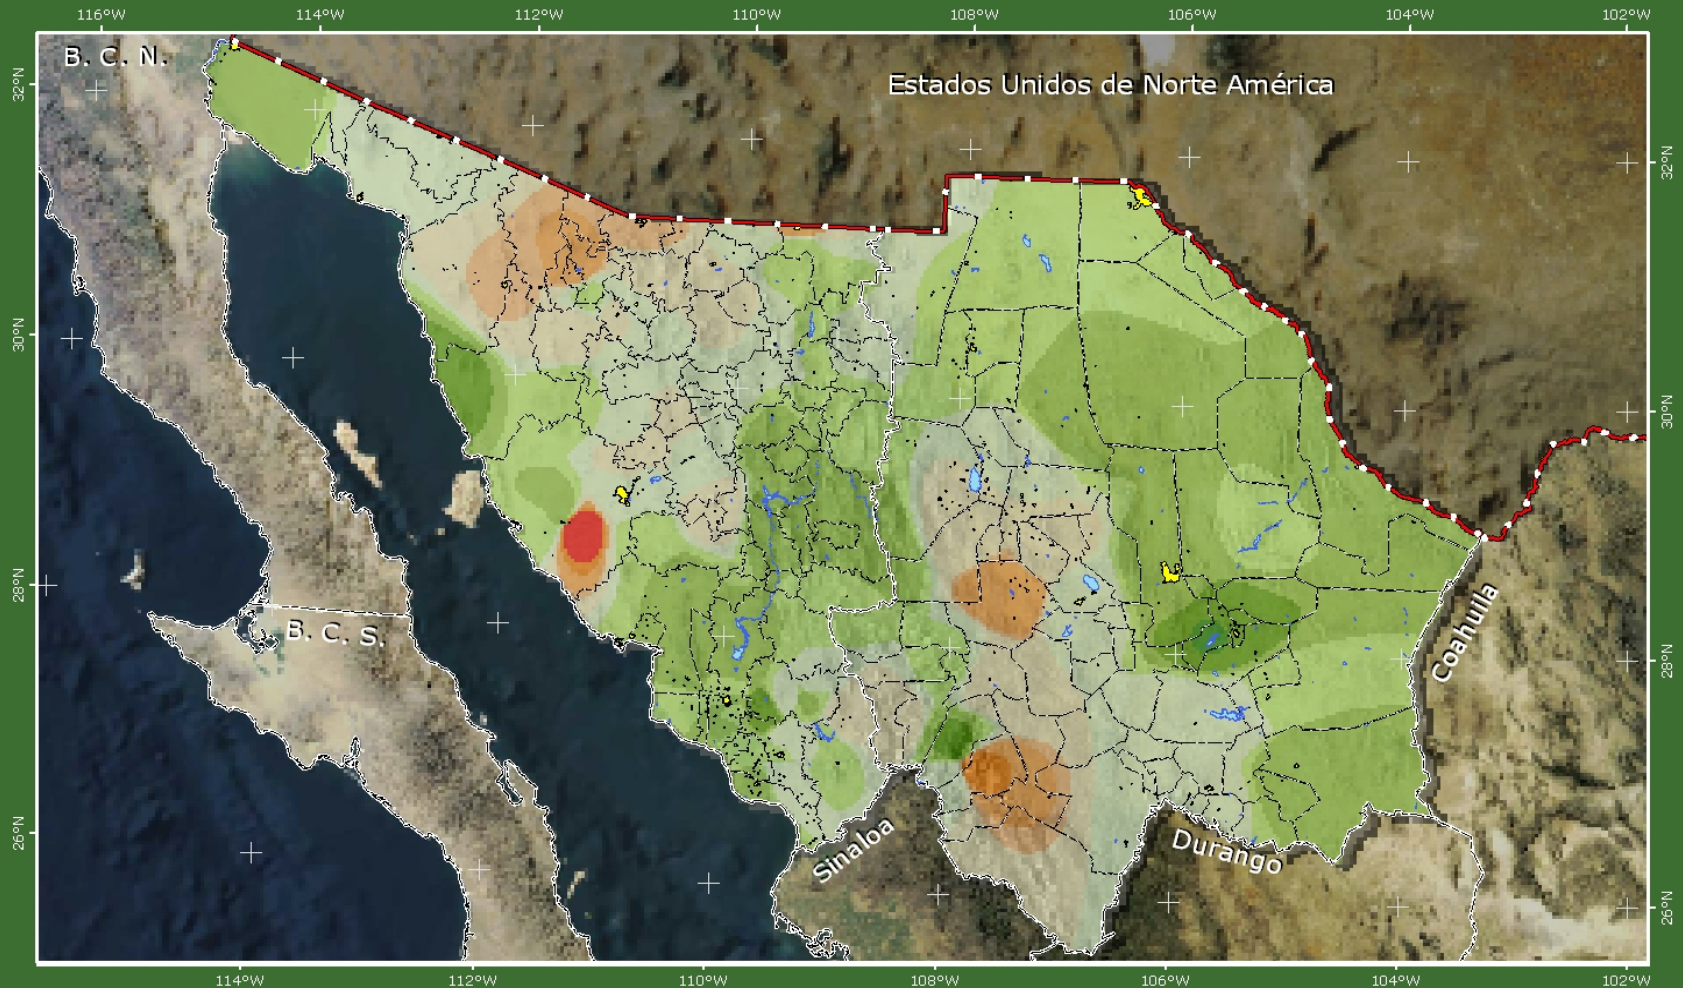 116°W 114°W 112°W 110°W 108°W 106°W 104°W 102°W
B. C. N.
Estados Unidos de Norte América
32°N
32°N
30°N
30°N
28°N
28°N
B. C. S.
Coahuila
26°N
Sinaloa
Durango
26°N
114°W 112°W 110°W 108°W 106°W 104°W 102°W